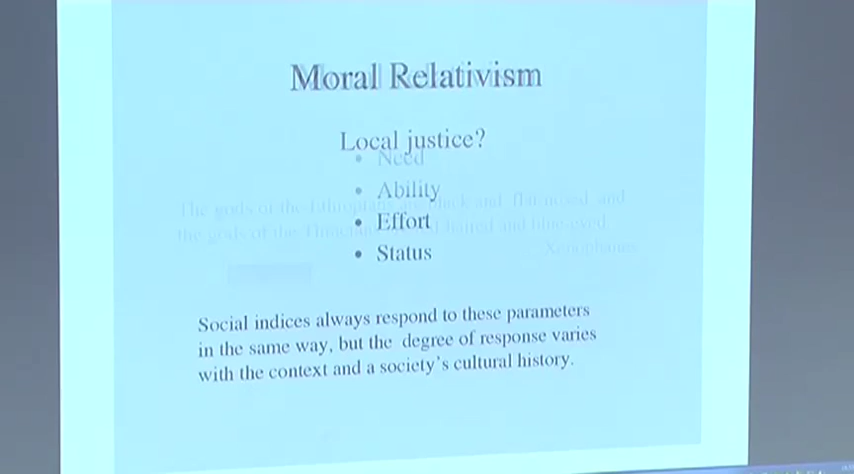 Moral Relativism
Local justice?
• Need
• Ability
The gods of the Ethiopians are black and flat nosed, and
• Effort
the gods of the Thracians haired and blue eyed.
Xenophanes
• Status
Social indices always respond to these parameters
in the same way, but the degree of response varies
with the context and a society's cultural history.